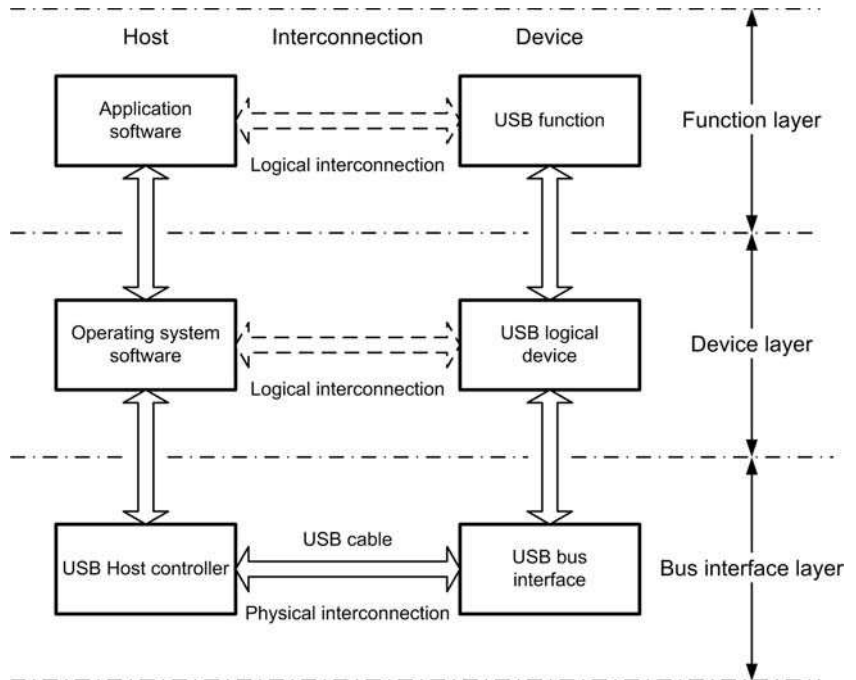 Host
Interconnection
Device
Application
software
USB function
Function layer
Logical interconnection
Operating system
software
USB logical
device
Device layer
Logical interconnection
USB cable
USB Host controller
USB bus
interface
Bus interface layer
Physical interconnection